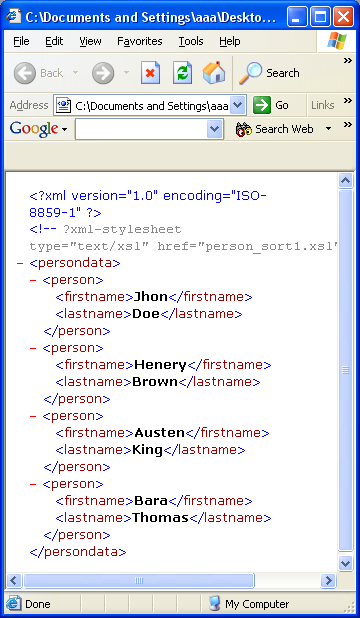 C:\Documents and Settings\aaa\Deskto...
File Edit View Favorites Tools Help
Back Search
Address C:\Documents and Settings\aaa Go Links
Google Search Web
<?xml version="1.0" encoding="ISO-
8859-1" ?>
<!-- ?xml-stylesheet
type="text/xsl" href="person_sort1.xsl"
- <persondata>
- <person>
<firstname>Jhon</firstname>
<lastname>Doe</lastname>
</person>
- <person>
<firstname>Henery</firstname>
<lastname>Brown</lastname>
</person>
- <person>
<firstname>Austen</firstname>
<lastname>King</lastname>
</person>
- <person>
<firstname>Bara</firstname>
<lastname>Thomas</lastname>
</person>
</persondata>
Done My Computer